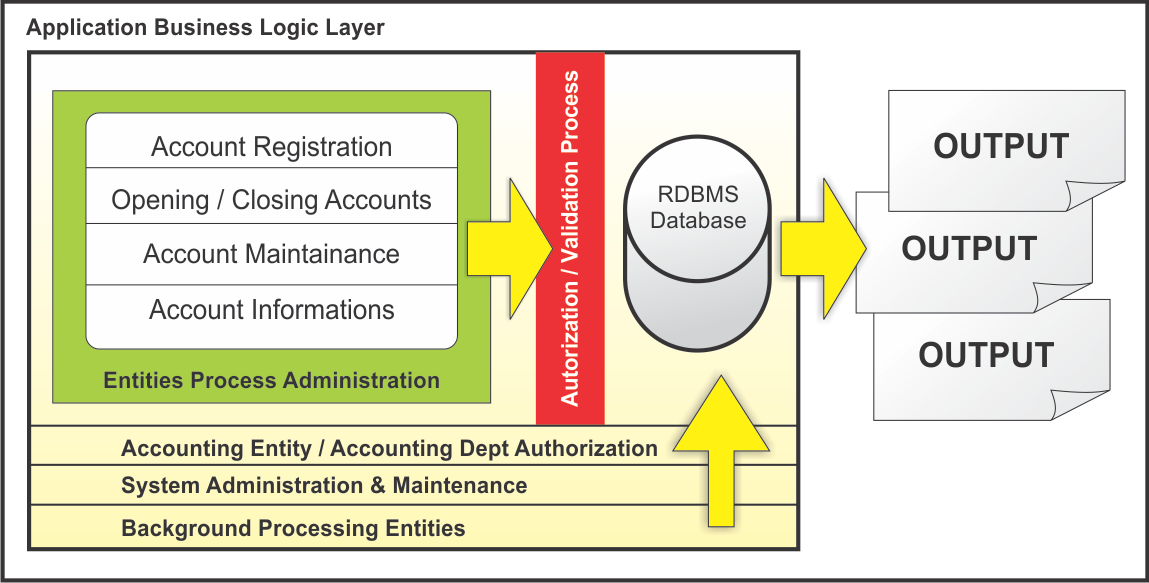 Application Business Logic Layer
Account Registration
Opening / Closing Accounts
Account Maintainance
Account Informations
Entities Process Administration
Autorization / Validation Process
RDBMS
Database
OUTPUT
OUTPUT
OUTPUT
Accounting Entity / Accounting Dept Authorization
System Administration & Maintenance
Background Processing Entities